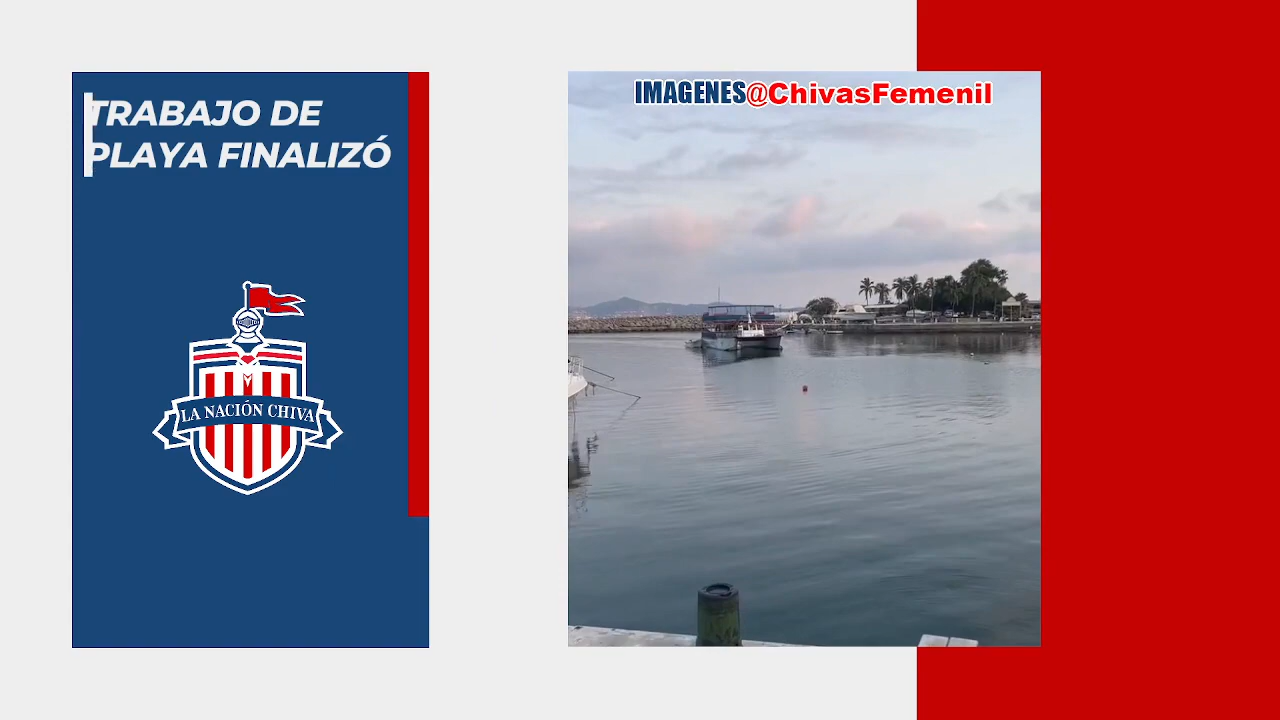 TRABAJO DE
PLAYA FINALIZÓ
LA NACIÓN CHIVA
IMAGENES@ChivasFemenil